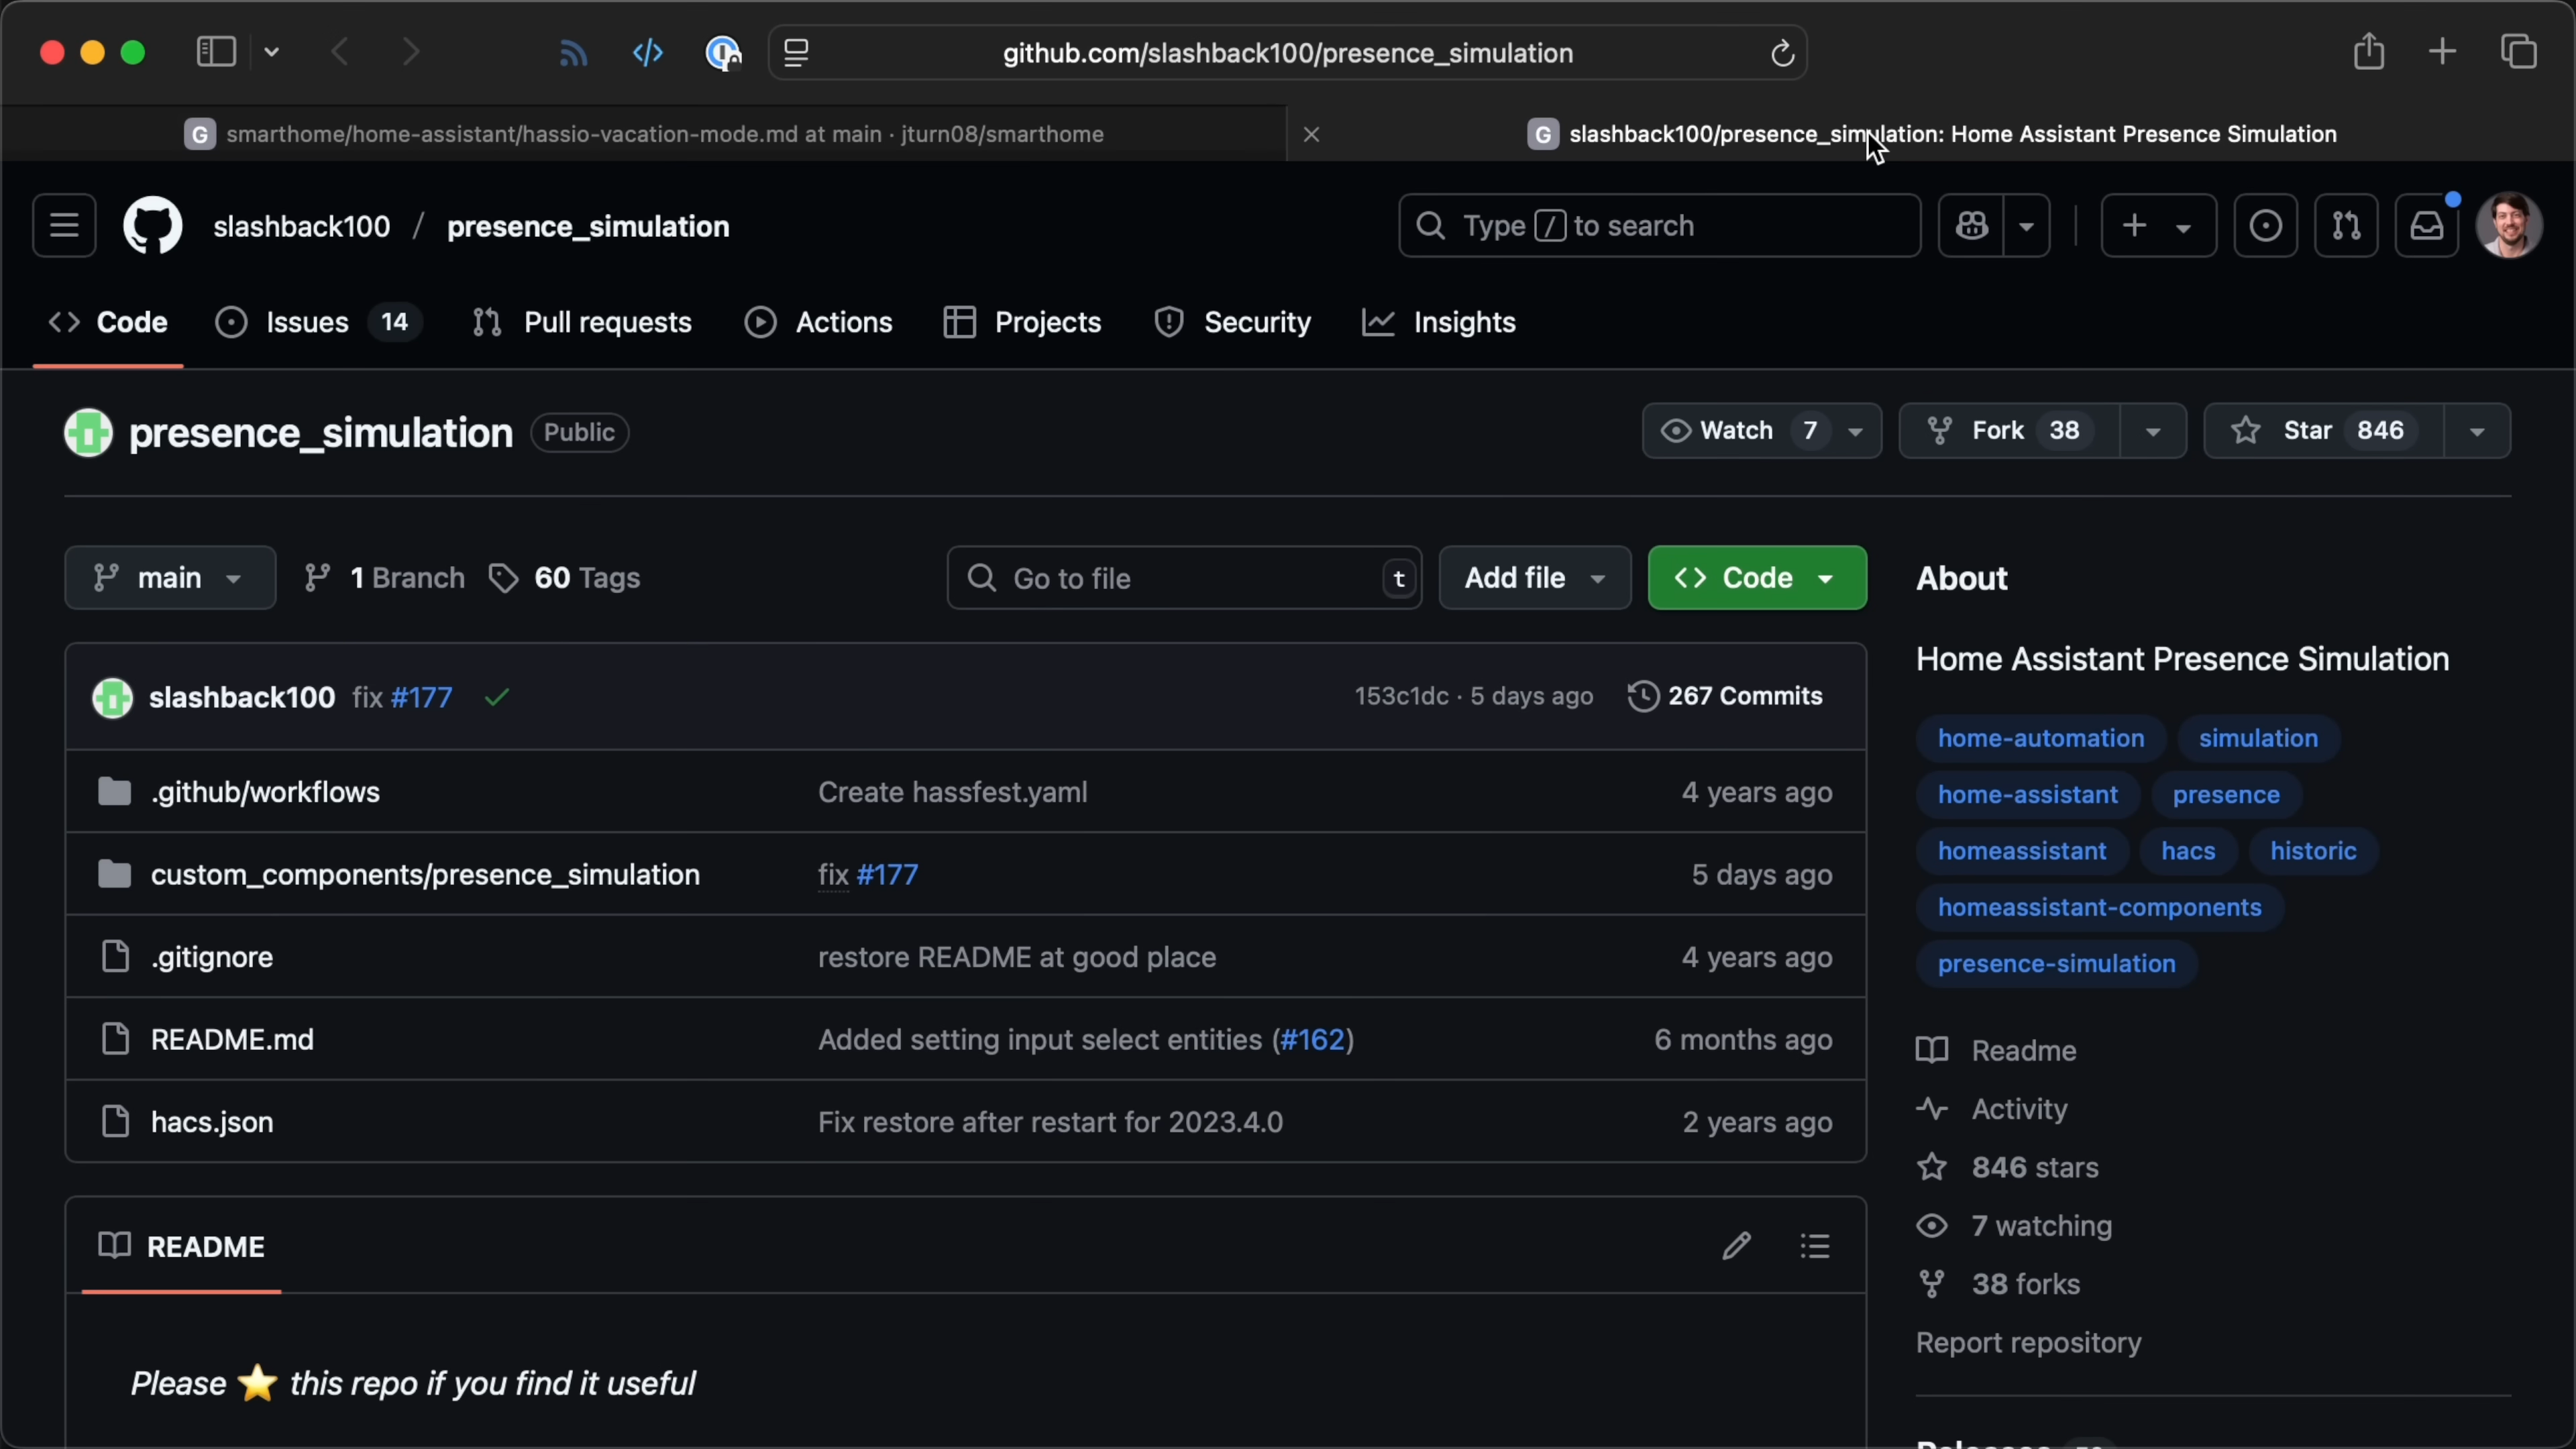 github.com/slashback100/presence_simulation
G smarthome/home-assistant/hassio-vacation-mode.md at main · jturn08/smarthome
G slashback100/presence_simulation: Home Assistant Presence Simulation
slashback100 / presence_simulation
Type / to search
Code
Issues 14
Pull requests
Actions
Projects
Security
Insights
presence_simulation Public
Watch 7
Fork 38
Star 846
main
1 Branch
60 Tags
Go to file t
Add file
Code
slashback100 fix #177
153c1dc · 5 days ago
267 Commits
.github/workflows Create hassfest.yaml 4 years ago
custom_components/presence_simulation fix #177 5 days ago
.gitignore restore README at good place 4 years ago
README.md Added setting input select entities (#162) 6 months ago
hacs.json Fix restore after restart for 2023.4.0 2 years ago
README
Please ⭐ this repo if you find it useful
About
Home Assistant Presence Simulation
home-automation simulation
home-assistant presence
homeassistant hacs historic
homeassistant-components
presence-simulation
Readme
Activity
846 stars
7 watching
38 forks
Report repository